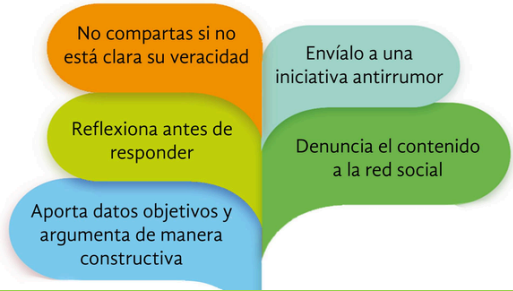 No compartas si no
está clara su veracidad
Envíalo a una
iniciativa antirrumor
Reflexiona antes de
responder
Denuncia el contenido
a la red social
Aporta datos objetivos y
argumenta de manera
constructiva